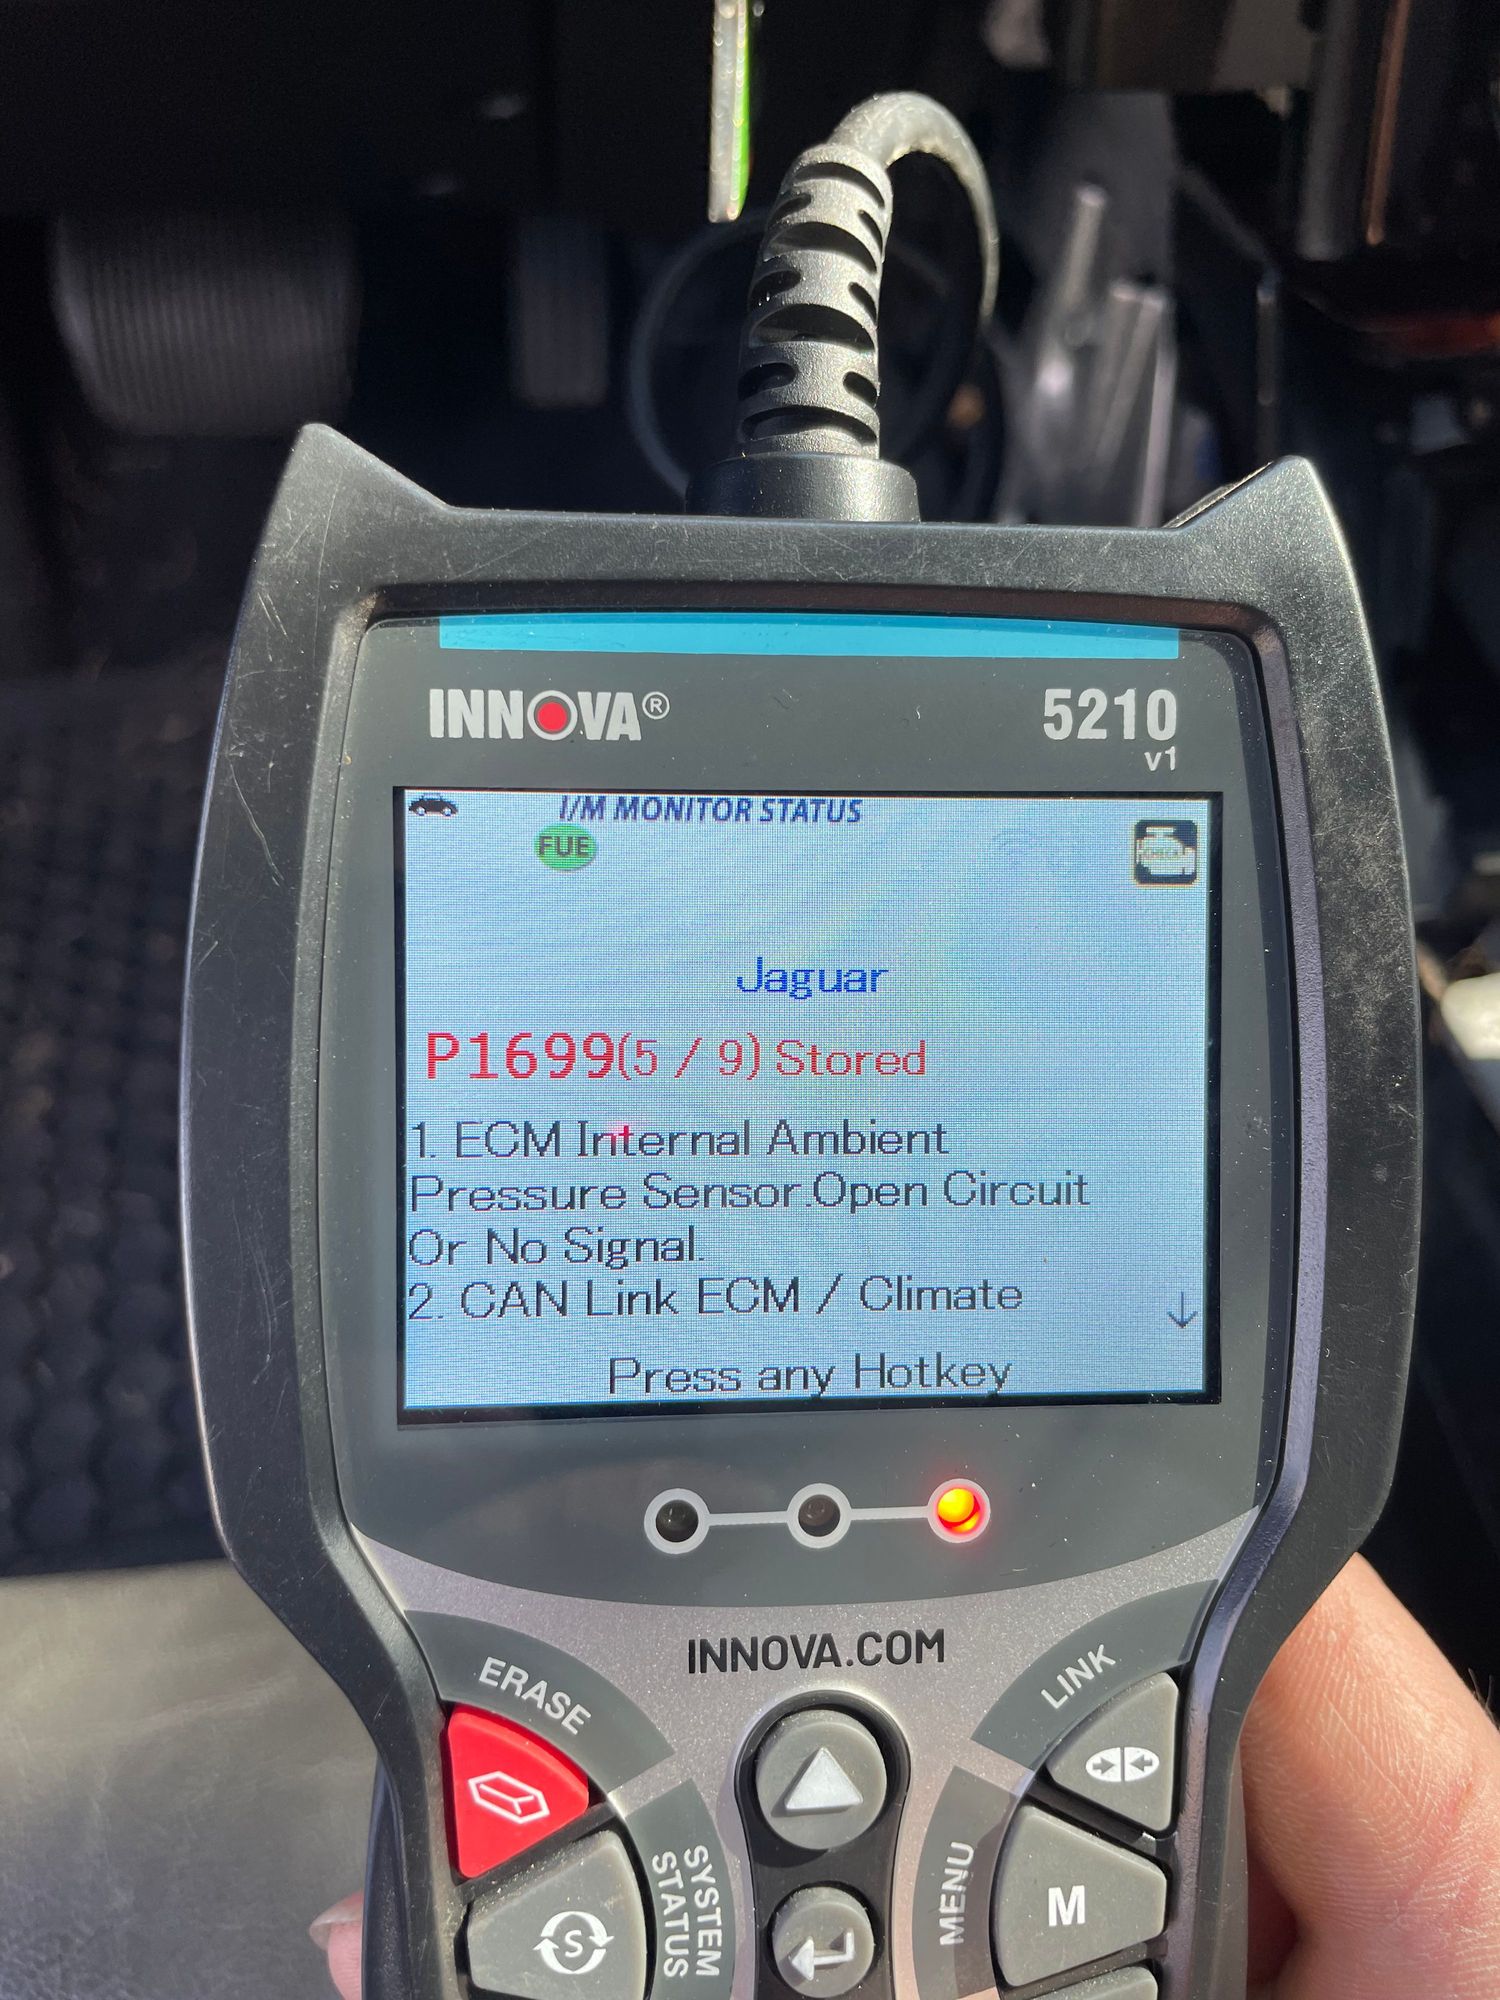 INNOVA®
5210
v1
I/M MONITOR STATUS
FUE
Jaguar
P1699(5 / 9) Stored
1. ECM Internal Ambient
Pressure Sensor.Open Circuit
Or No Signal.
2. CAN Link ECM / Climate
↓
Press any Hotkey
INNOVA.COM
ERASE
LINK
SYSTEM
STATUS
S
MENU
M